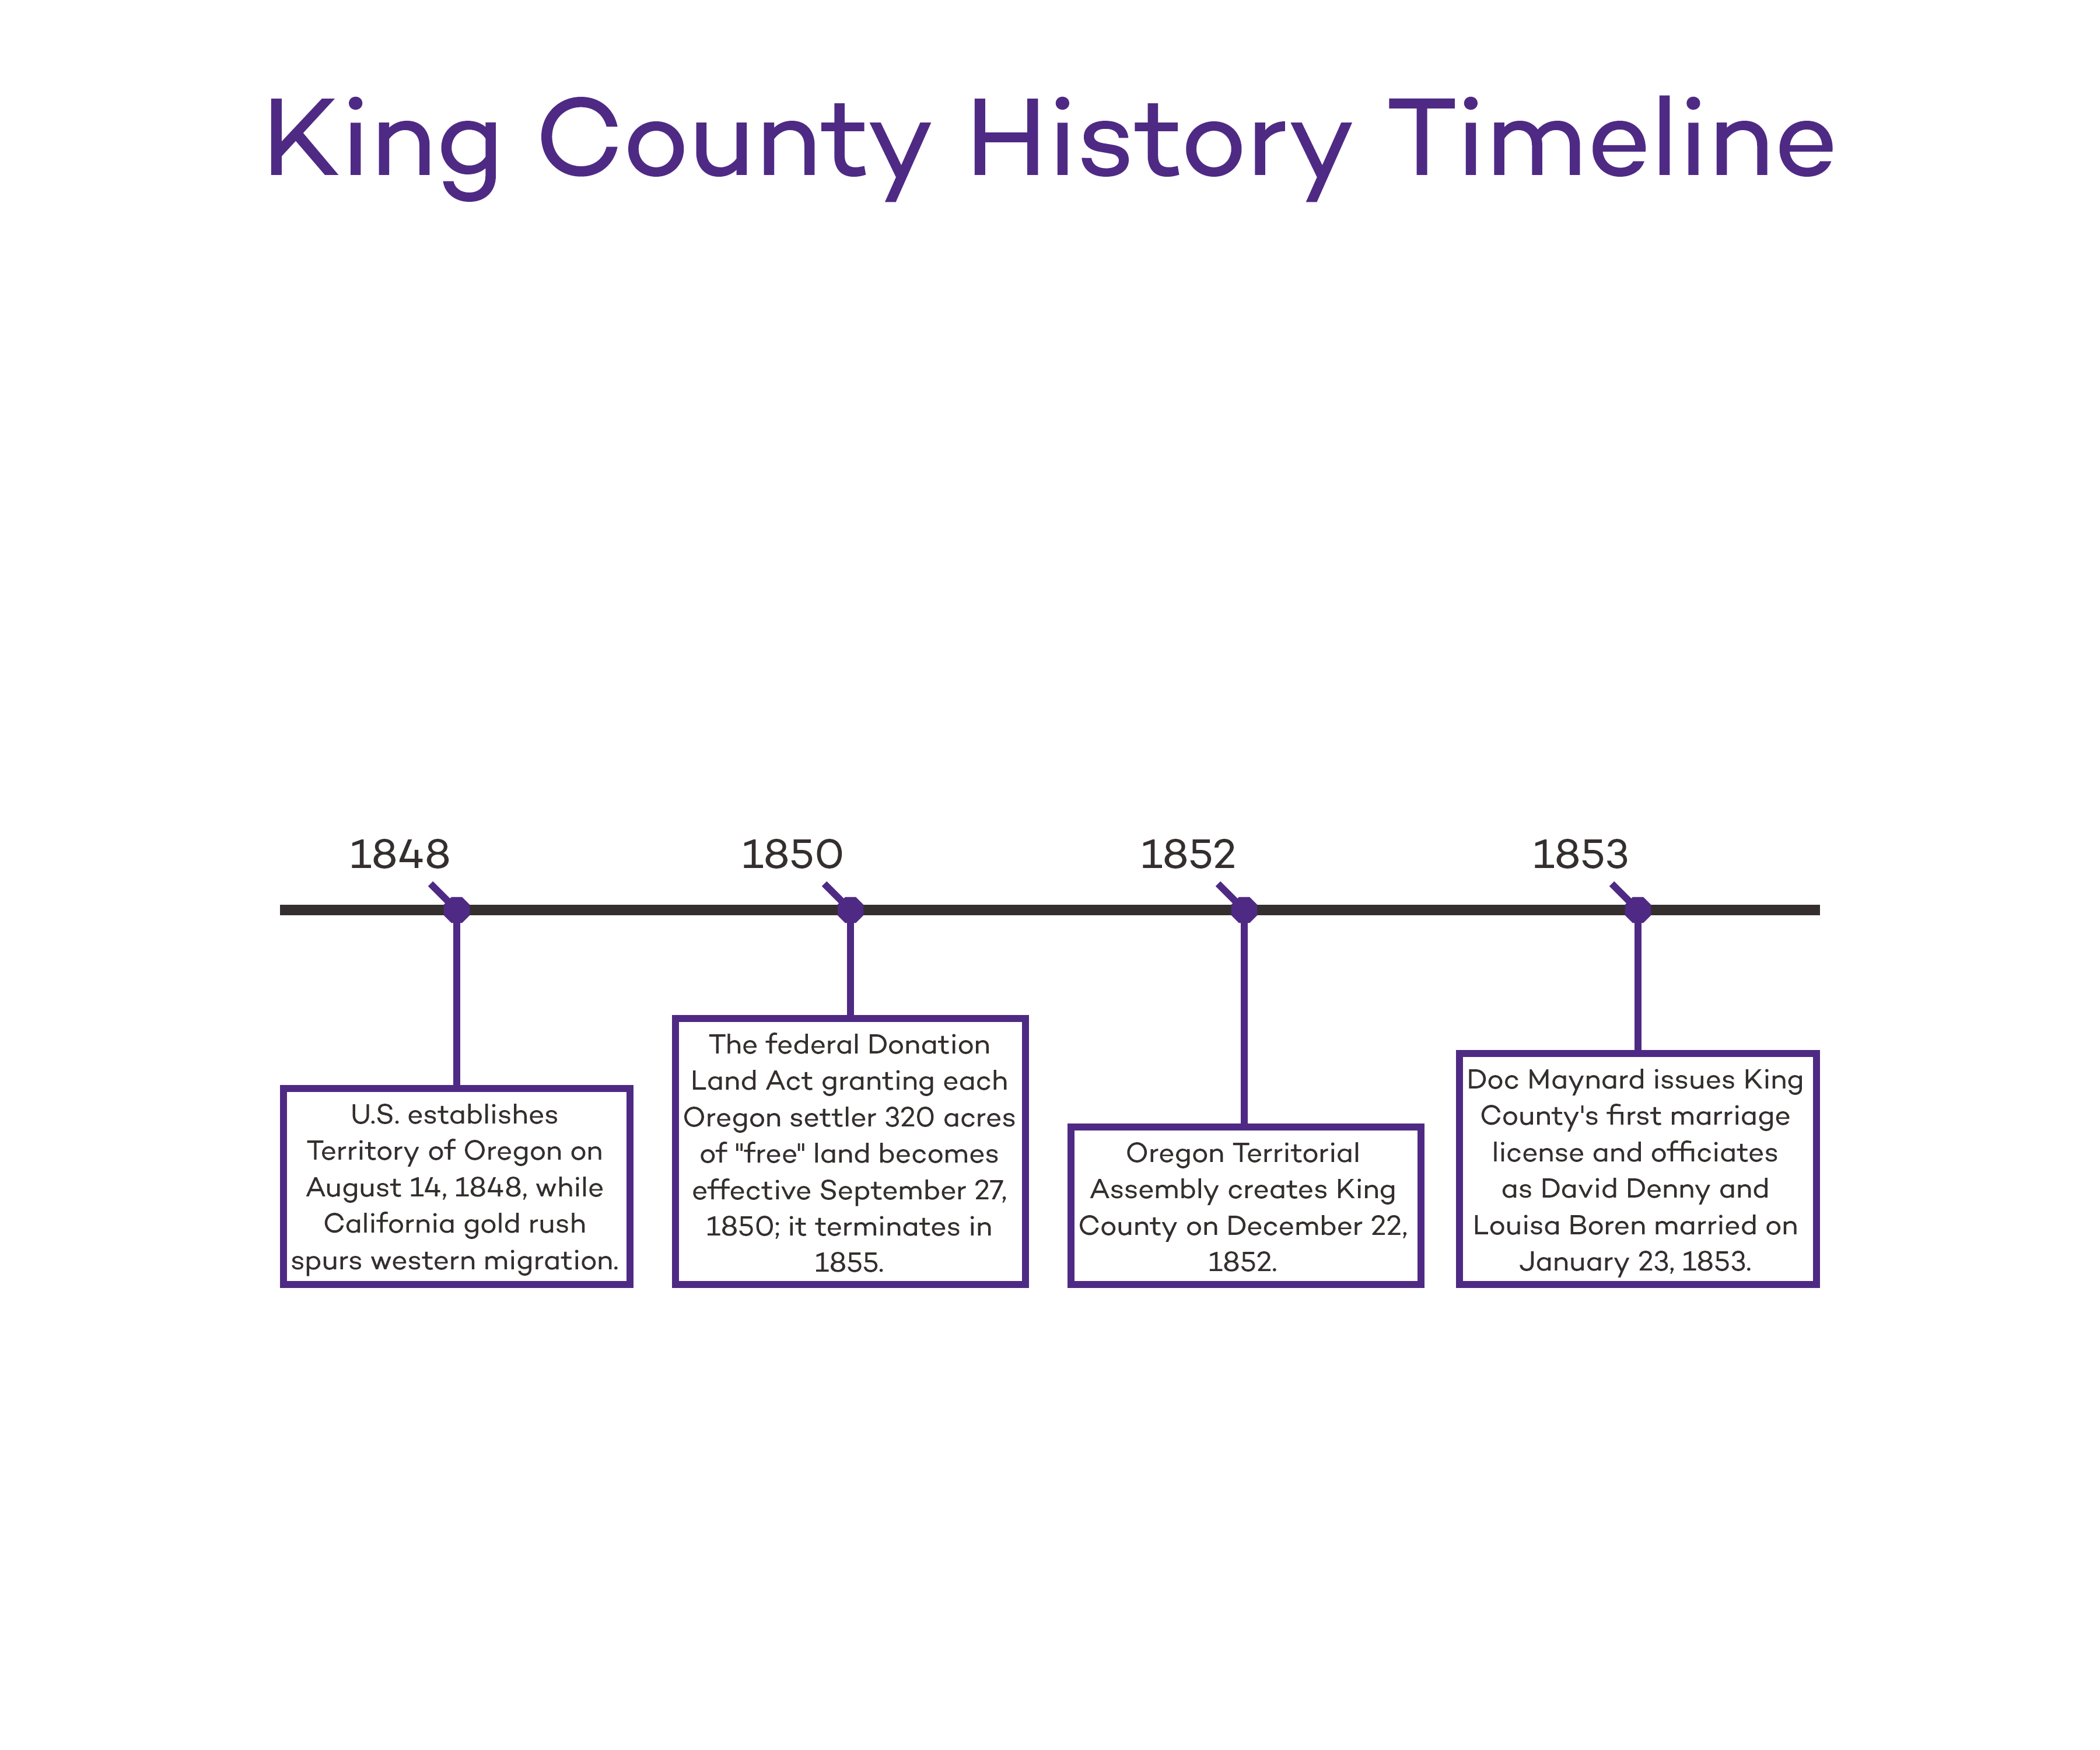 King County History Timeline
1848
1850
1852
1853
U.S. establishes
Territory of Oregon on
August 14, 1848, while
California gold rush
spurs western migration.
The federal Donation
Land Act granting each
Oregon settler 320 acres
of "free" land becomes
effective September 27,
1850; it terminates in
1855.
Oregon Territorial
Assembly creates King
County on December 22,
1852.
Doc Maynard issues King
County's first marriage
license and officiates
as David Denny and
Louisa Boren married on
January 23, 1853.